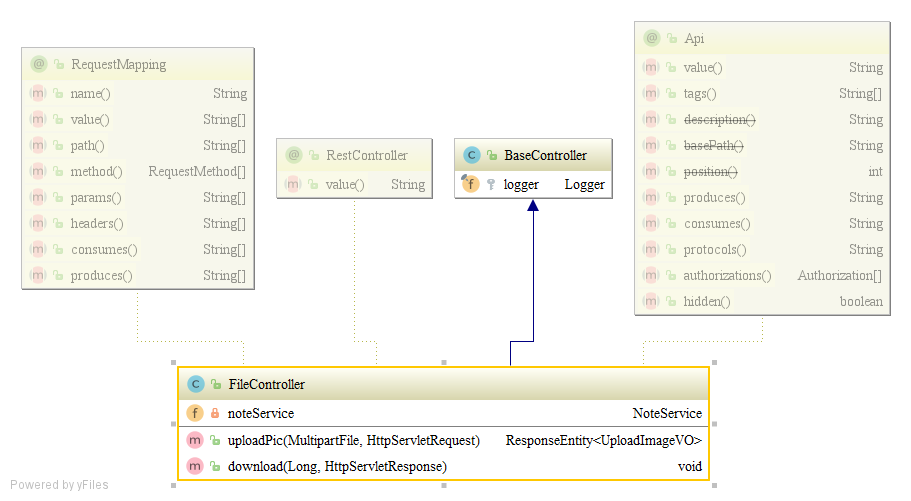 @ RequestMapping
m name() String
m value() String[]
m path() String[]
m method() RequestMethod[]
m params() String[]
m headers() String[]
m consumes() String[]
m produces() String[]
@ RestController
m value() String
C BaseController
f logger Logger
@ Api
m value() String
m tags() String[]
m description() String
m basePath() String
m position() int
m produces() String
m consumes() String
m protocols() String
m authorizations() Authorization[]
m hidden() boolean
C FileController
f noteService NoteService
m uploadPic(MultipartFile, HttpServletRequest) ResponseEntity<UploadImageVO>
m download(Long, HttpServletResponse) void
Powered by yFiles